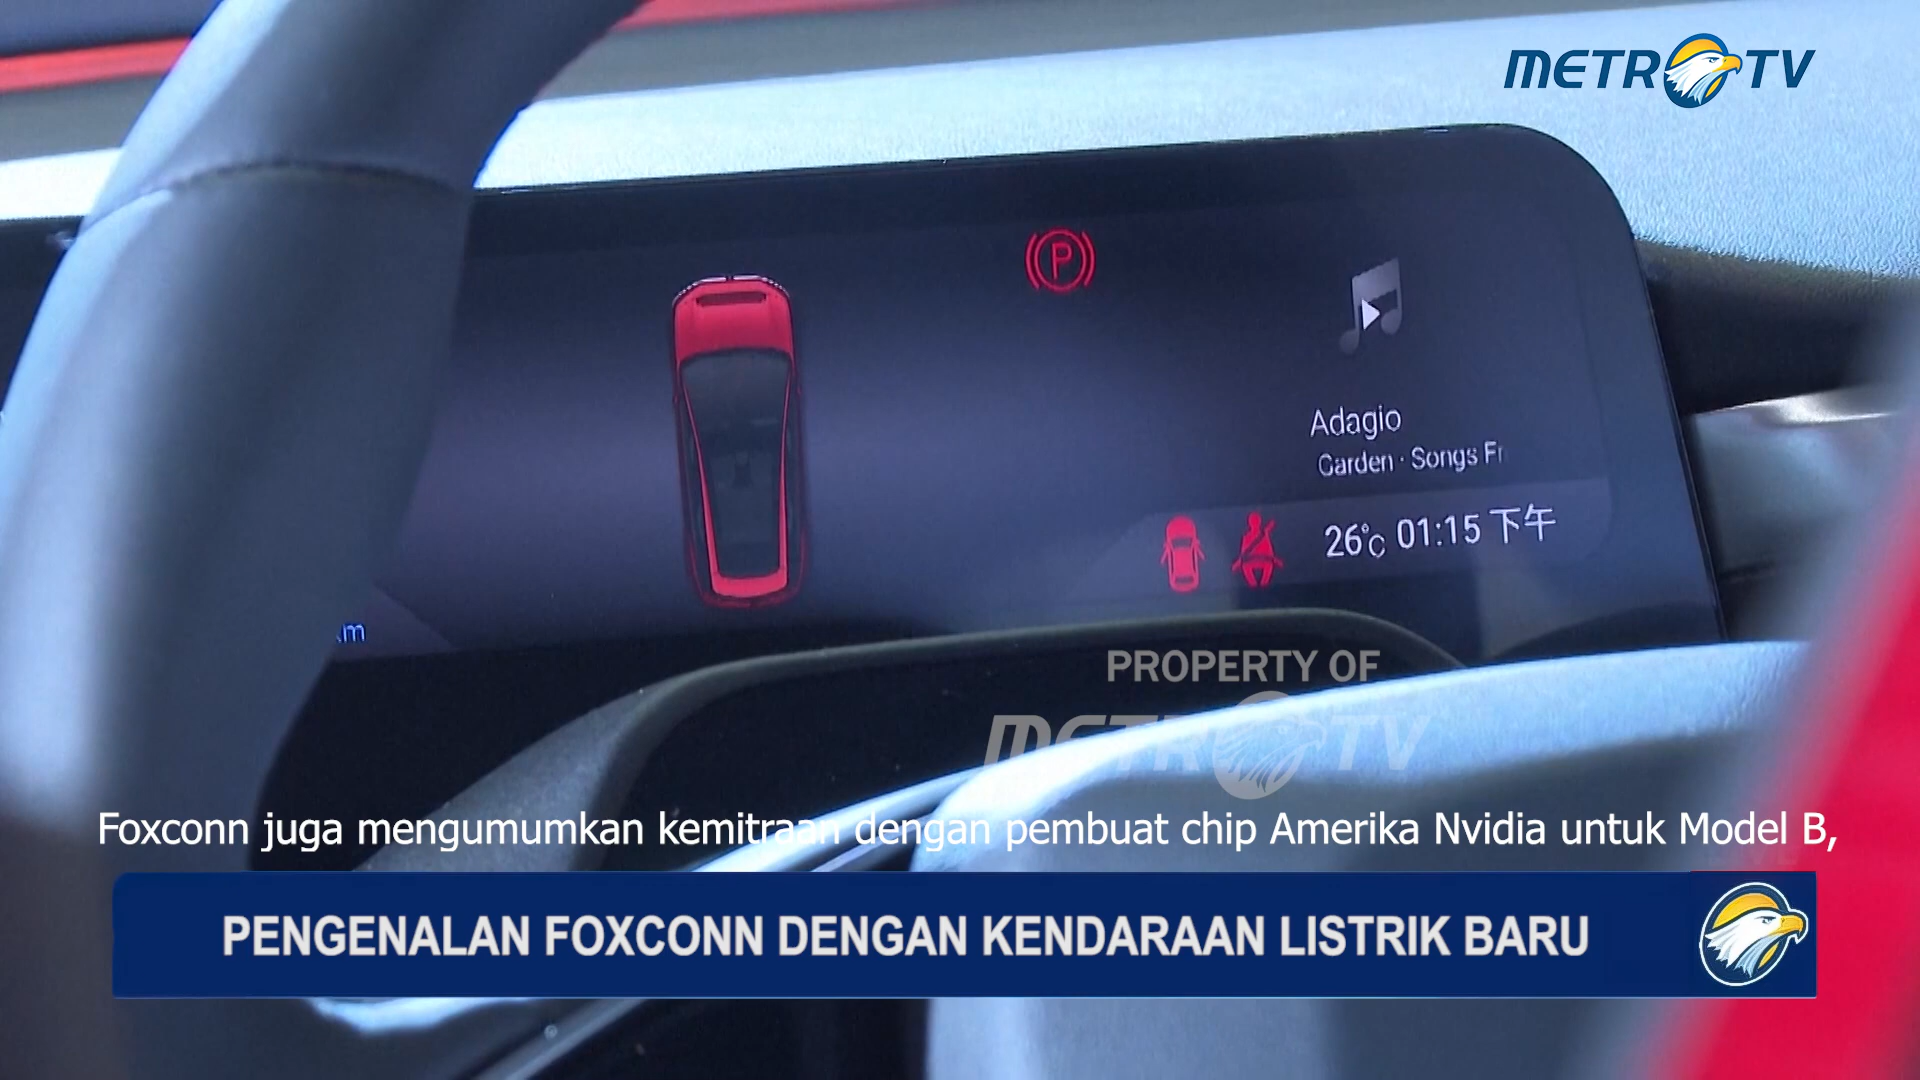 METRO TV
P
Adagio
Garden · Songs Fr
26°C 01:15 下午
km
PROPERTY OF
METRO TV
Foxconn juga mengumumkan kemitraan dengan pembuat chip Amerika Nvidia untuk Model B,
PENGENALAN FOXCONN DENGAN KENDARAAN LISTRIK BARU